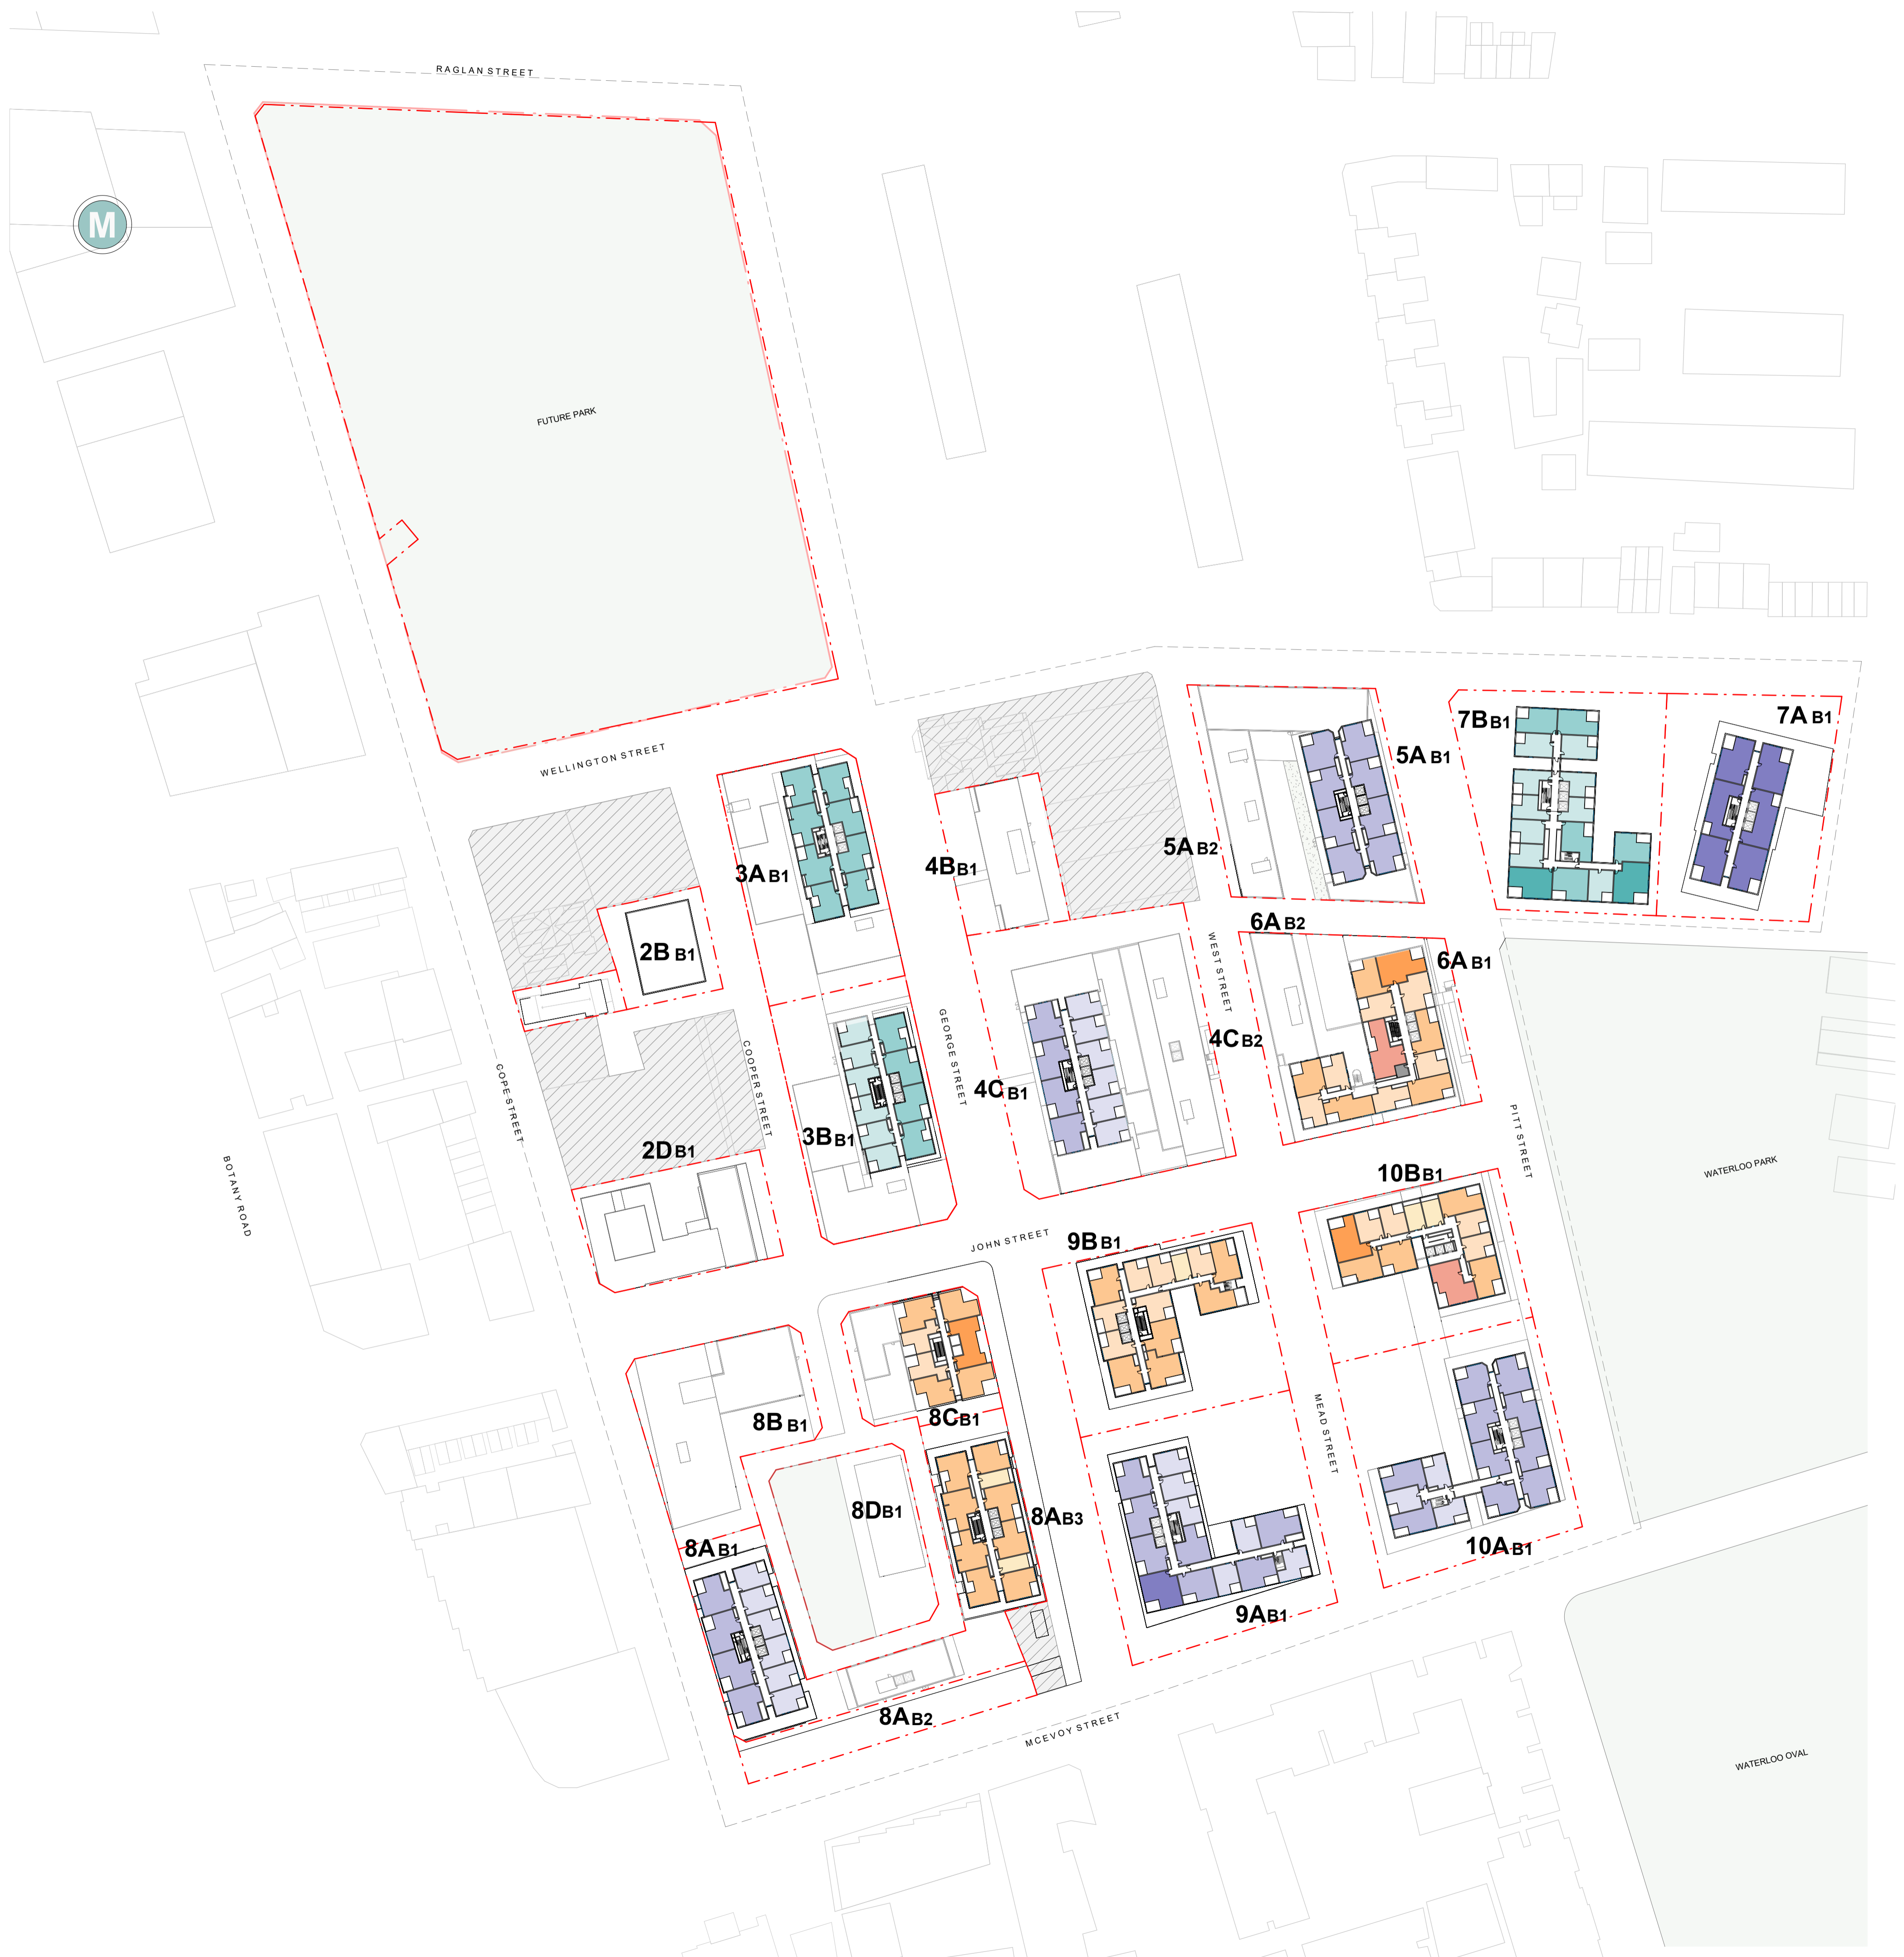 RAGLAN STREET
M
FUTURE PARK
WELLINGTON STREET
7B B1
7A B1
5A B1
5A B2
3A B1
4B B1
6A B2
6A B1
2B B1
WEST STREET
GEORGE STREET
4C B2
COOPER STREET
COPE STREET
4C B1
3B B1
2D B1
PITT STREET
WATERLOO PARK
BOTANY ROAD
10B B1
JOHN STREET
9B B1
8B B1
8C B1
MEAD STREET
8D B1
8A B3
8A B1
10A B1
9A B1
8A B2
MCEVOY STREET
WATERLOO OVAL